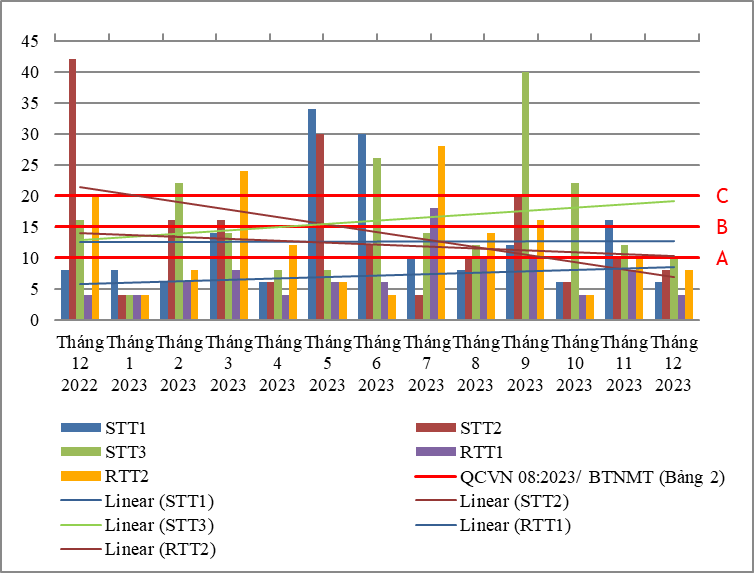 45
40
35
30
25
20
15
10
5
0
C
B
A
Tháng 12 2022
Tháng 1 2023
Tháng 2 2023
Tháng 3 2023
Tháng 4 2023
Tháng 5 2023
Tháng 6 2023
Tháng 7 2023
Tháng 8 2023
Tháng 9 2023
Tháng 10 2023
Tháng 11 2023
Tháng 12 2023
STT1
STT2
STT3
RTT1
RTT2
QCVN 08:2023/ BTNMT (Bảng 2)
Linear (STT1)
Linear (STT2)
Linear (STT3)
Linear (RTT1)
Linear (RTT2)